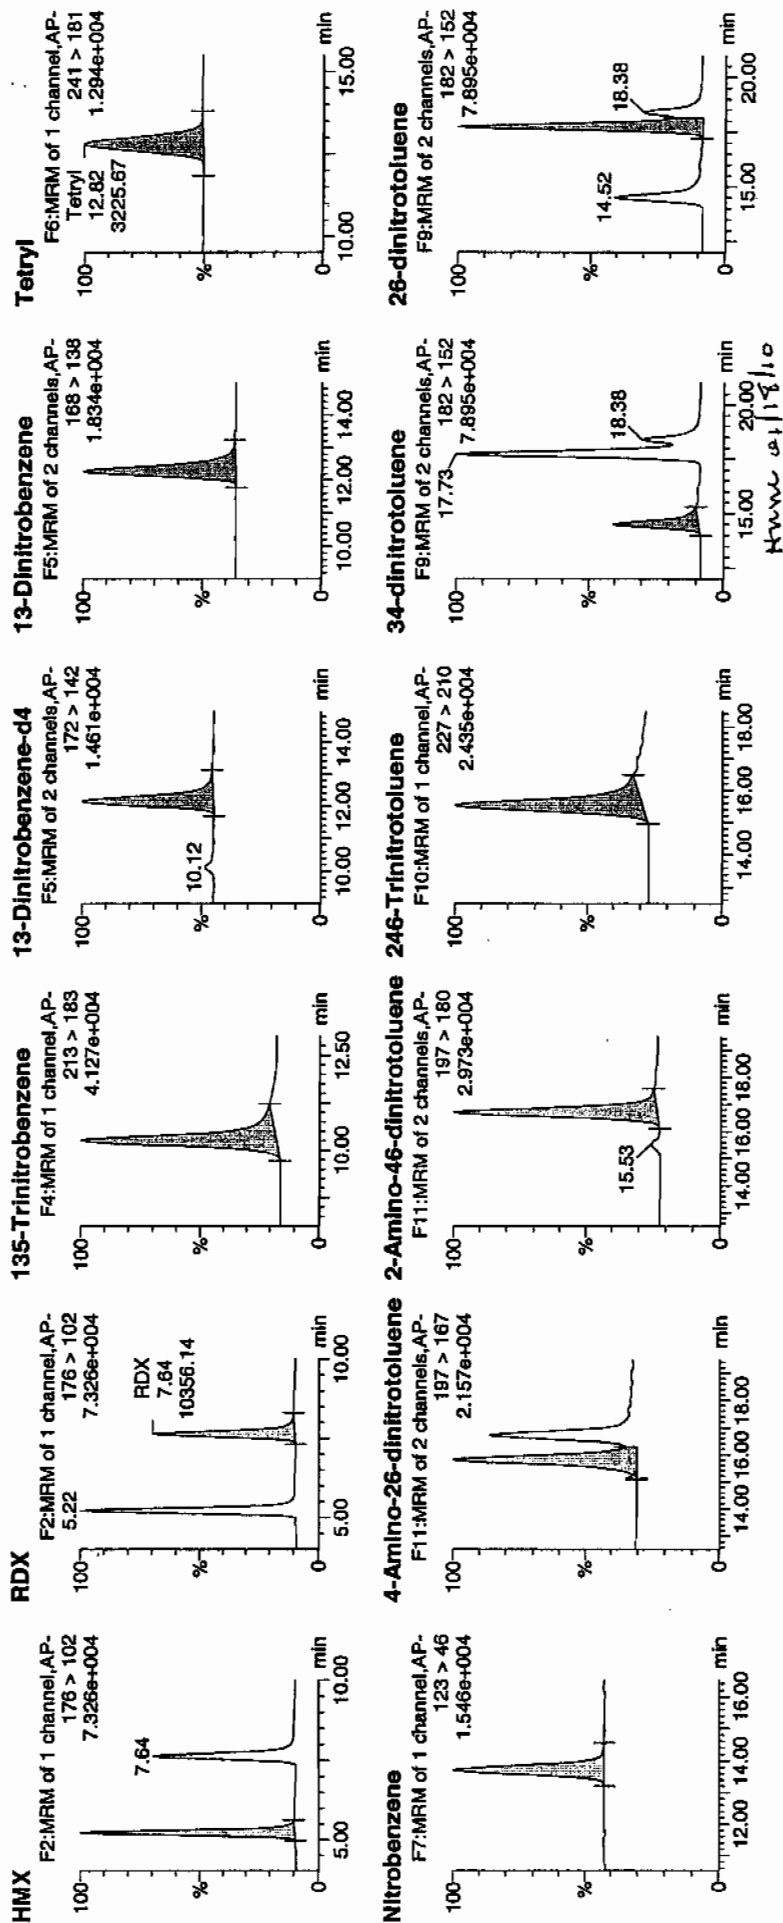 HMX
F2:MRM of 1 channel,AP-
176 > 102
7.326e+004
100
7.64
%
0
5.00
10.00
min
RDX
F2:MRM of 1 channel,AP-
5.22
176 > 102
7.326e+004
100
RDX
7.64
10356.14
%
0
5.00
10.00
min
135-Trinitrobenzene
F4:MRM of 1 channel,AP-
213 > 183
4.127e+004
100
%
0
10.00
12.50
min
13-Dinitrobenzene-d4
F5:MRM of 2 channels,AP-
172 > 142
1.461e+004
100
10.12
%
0
10.00
12.00
14.00
min
13-Dinitrobenzene
F5:MRM of 2 channels,AP-
168 > 138
1.834e+004
100
%
0
10.00
12.00
14.00
min
Tetryl
F6:MRM of 1 channel,AP-
Tetryl
12.82
3225.67
241 > 181
1.294e+004
100
%
0
10.00
15.00
min
Nitrobenzene
F7:MRM of 1 channel,AP-
123 > 46
1.546e+004
100
%
0
12.00
14.00
16.00
min
4-Amino-26-dinitrotoluene
F11:MRM of 2 channels,AP-
197 > 167
2.157e+004
100
%
0
14.00
16.00
18.00
min
2-Amino-46-dinitrotoluene
F11:MRM of 2 channels,AP-
197 > 180
2.973e+004
100
15.53
%
0
14.00
16.00
18.00
min
246-Trinitrotoluene
F10:MRM of 1 channel,AP-
227 > 210
2.435e+004
100
%
0
14.00
16.00
18.00
min
34-dinitrotoluene
F9:MRM of 2 channels,AP-
17.73
182 > 152
7.895e+004
100
18.38
%
0
15.00
20.00
min
26-dinitrotoluene
F9:MRM of 2 channels,AP-
182 > 152
7.895e+004
100
14.52
18.38
%
0
15.00
20.00
min